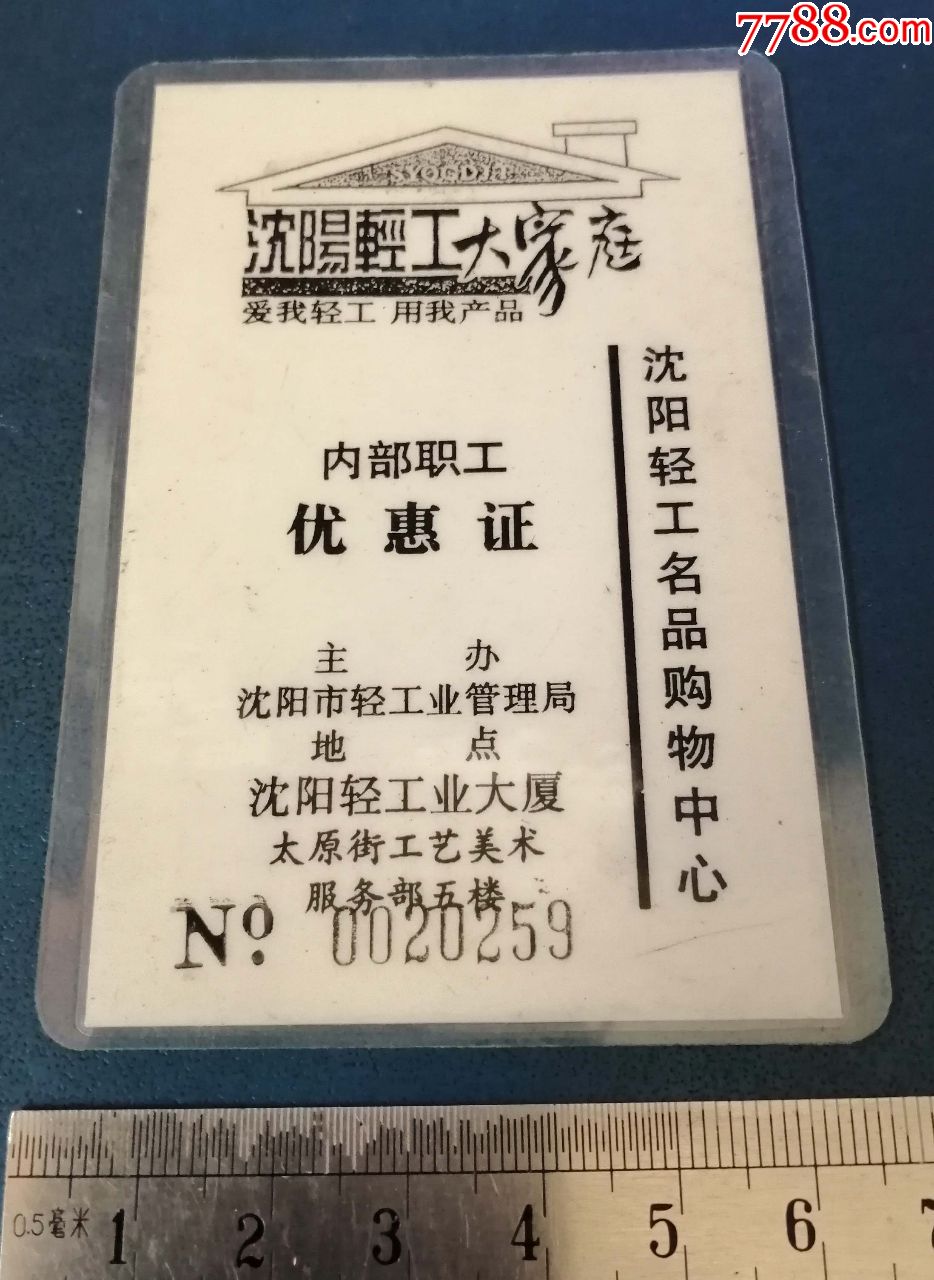 7788.com
沈陽輕工大家庭
爱我轻工 用我产品
沈阳轻工名品购物中心
内部职工
优惠证
主 办
沈阳市轻工业管理局
地 点
沈阳轻工业大厦
太原街工艺美术
服务部五楼
No. 0020259
0.5毫米 1 2 3 4 5 6 7